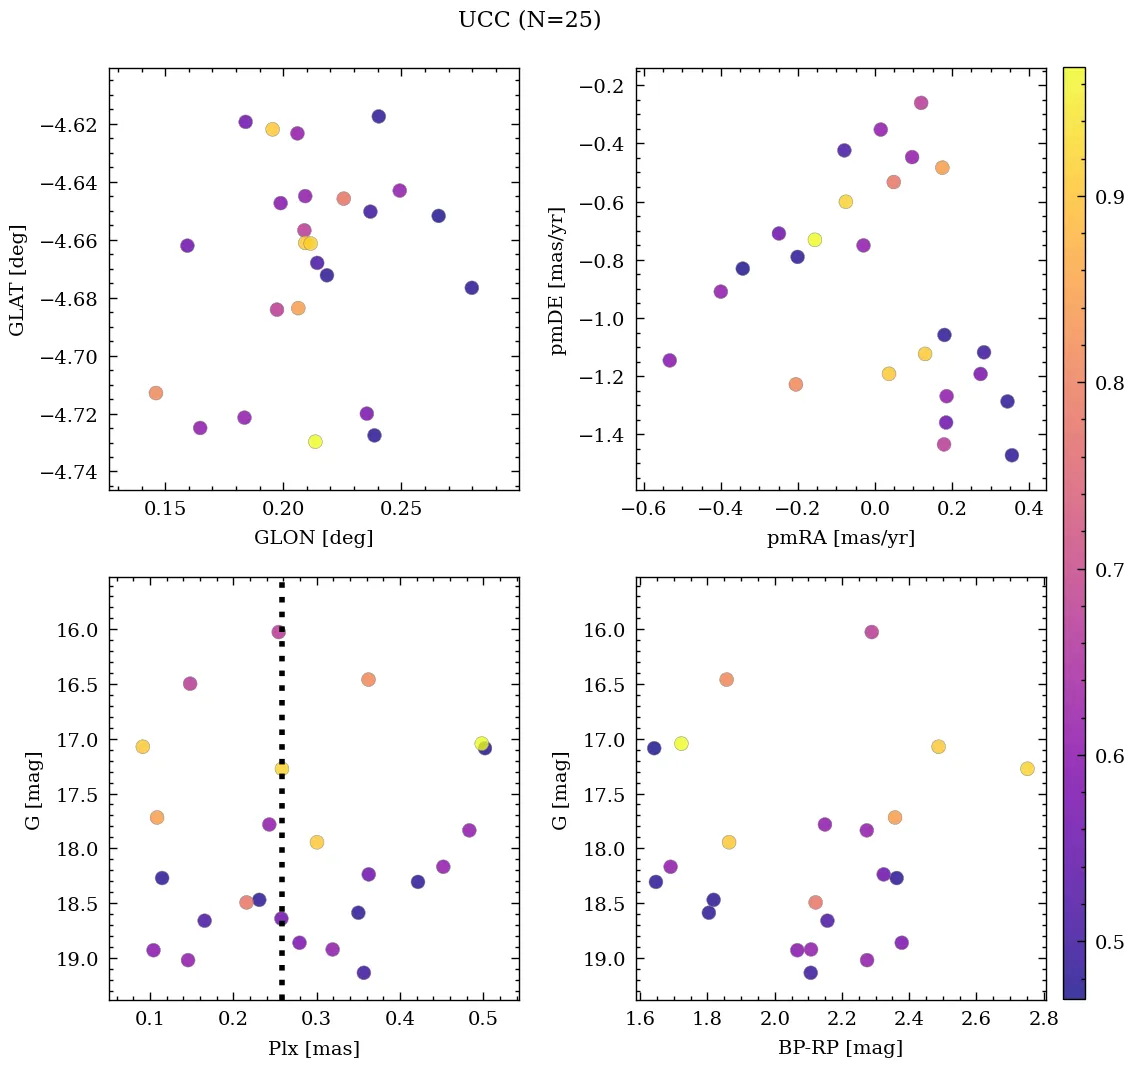 UCC (N=25)
−4.62
−4.64
−4.66
−4.68
−4.70
−4.72
−4.74
GLAT [deg]
0.15 0.20 0.25
GLON [deg]
−0.2
−0.4
−0.6
−0.8
−1.0
−1.2
−1.4
pmDE [mas/yr]
−0.6 −0.4 −0.2 0.0 0.2 0.4
pmRA [mas/yr]
16.0
16.5
17.0
17.5
18.0
18.5
19.0
G [mag]
0.1 0.2 0.3 0.4 0.5
Plx [mas]
16.0
16.5
17.0
17.5
18.0
18.5
19.0
G [mag]
1.6 1.8 2.0 2.2 2.4 2.6 2.8
BP-RP [mag]
0.9
0.8
0.7
0.6
0.5